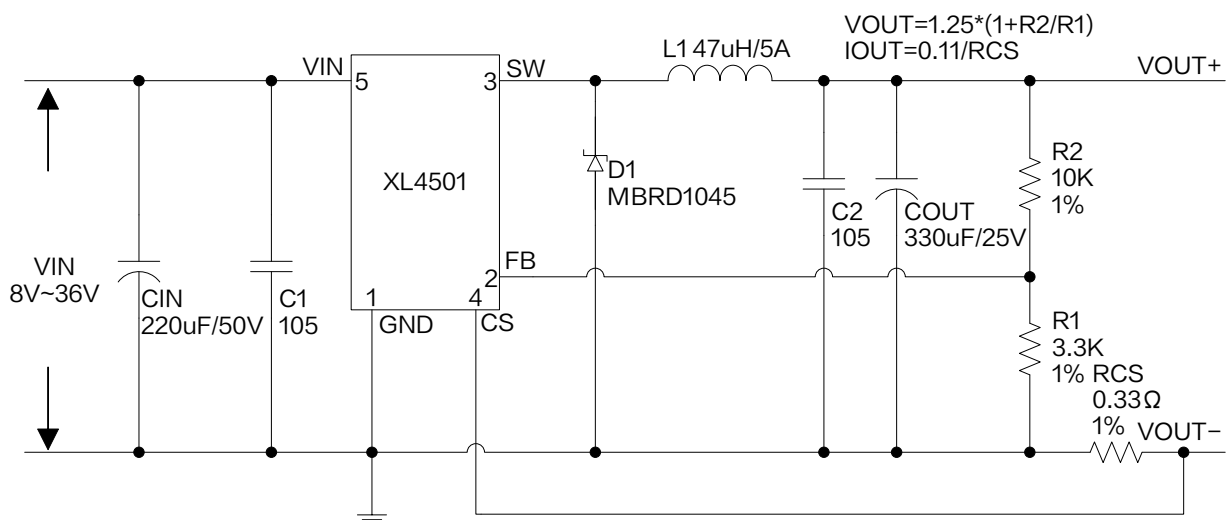 VOUT=1.25*(1+R2/R1)
IOUT=0.11/RCS
L1 47uH/5A
VIN
SW
VOUT+
5
3
XL4501
D1
MBRD1045
R2
10K
1%
C2
105
COUT
330uF/25V
VIN
8V~36V
CIN
220uF/50V
C1
105
2
FB
1
4
GND
CS
R1
3.3K
1%
RCS
0.33Ω
1%
VOUT−